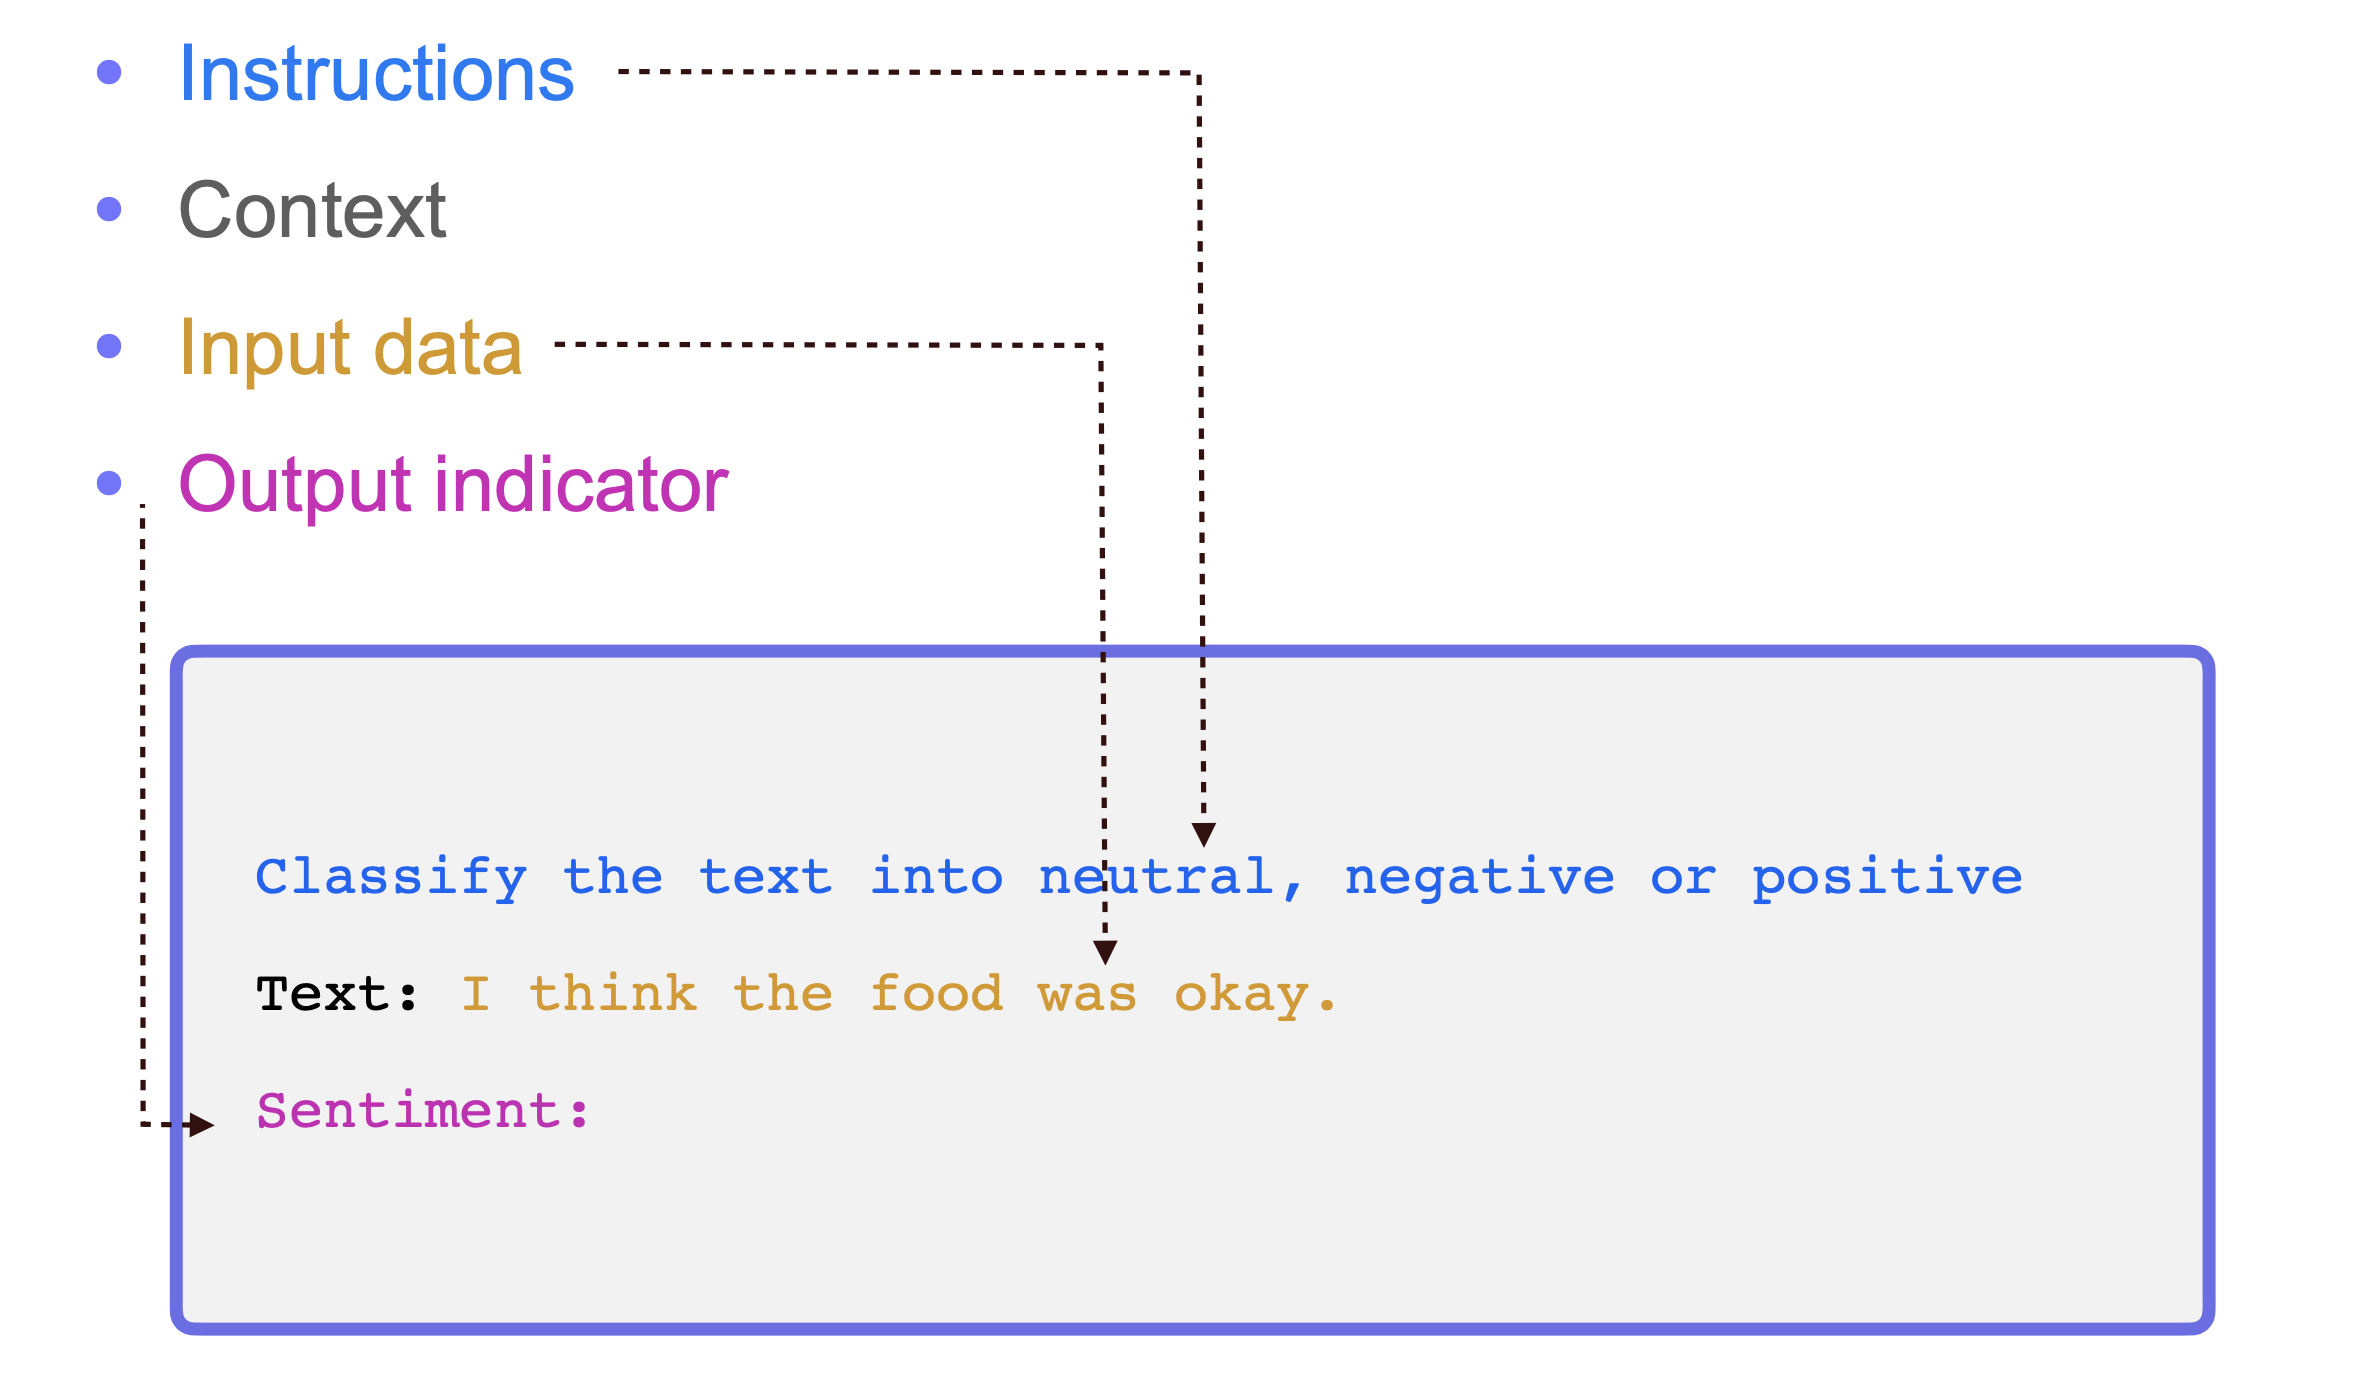 Instructions
Context
Input data
Output indicator
Classify the text into neutral, negative or positive
Text: I think the food was okay.
Sentiment: